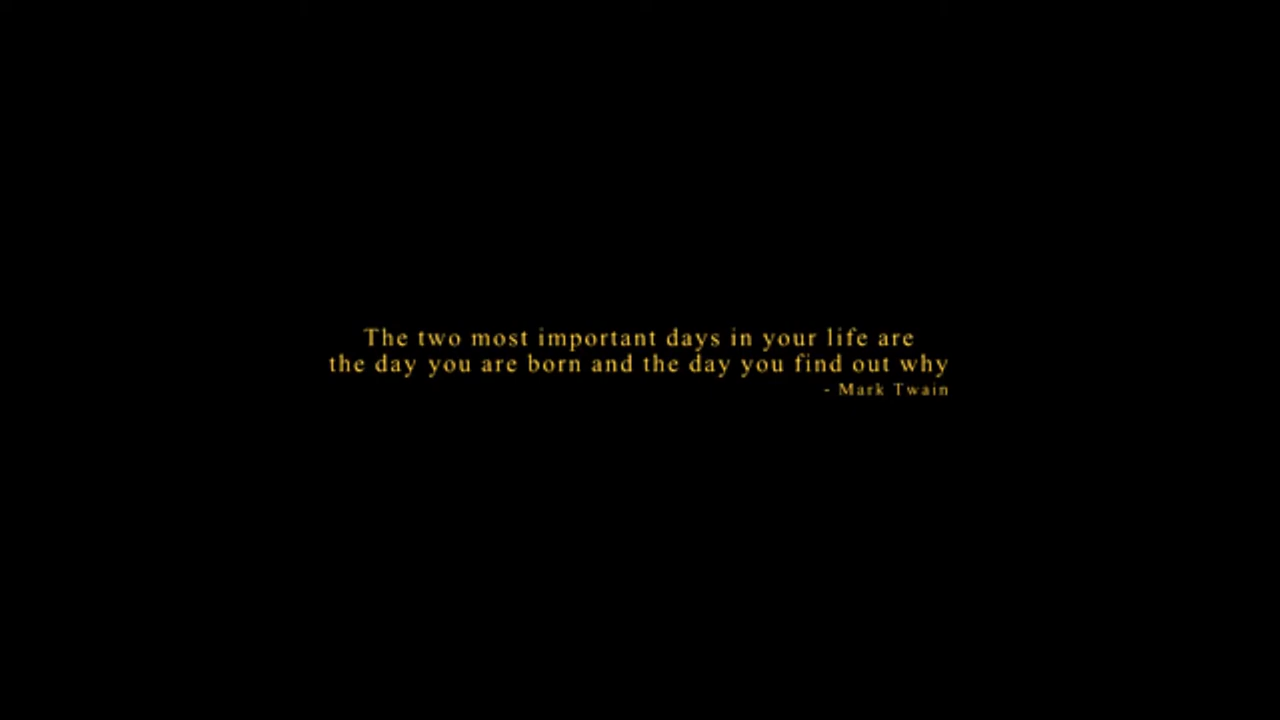 The two most important days in your life are
the day you are born and the day you find out why
- Mark Twain